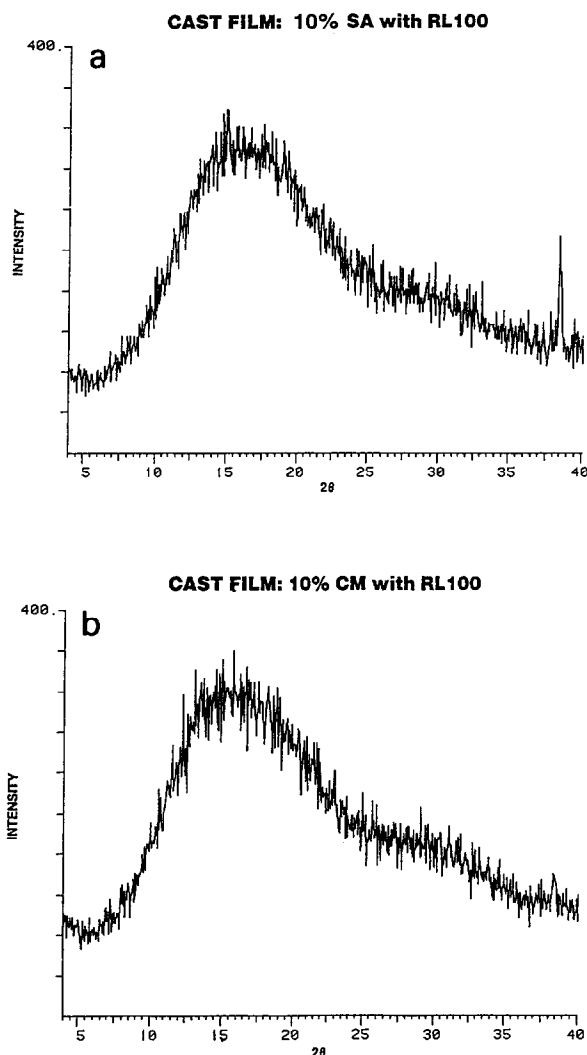 CAST FILM: 10% SA with RL100
400.
a
INTENSITY
5 10 15 20 25 30 35 40
2θ
CAST FILM: 10% CM with RL100
400.
b
INTENSITY
5 10 15 20 25 30 35 40
2θ